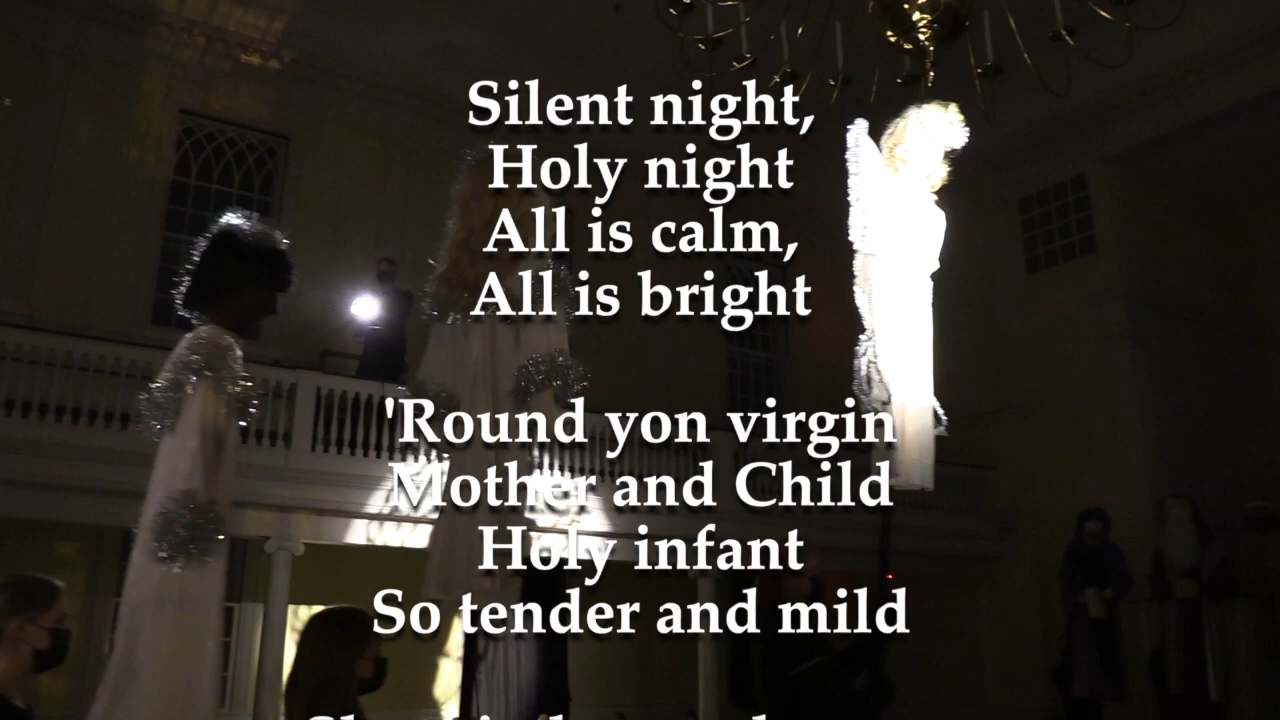 Silent night,
Holy night
All is calm,
All is bright
'Round yon virgin
Mother and Child
Holy infant
So tender and mild